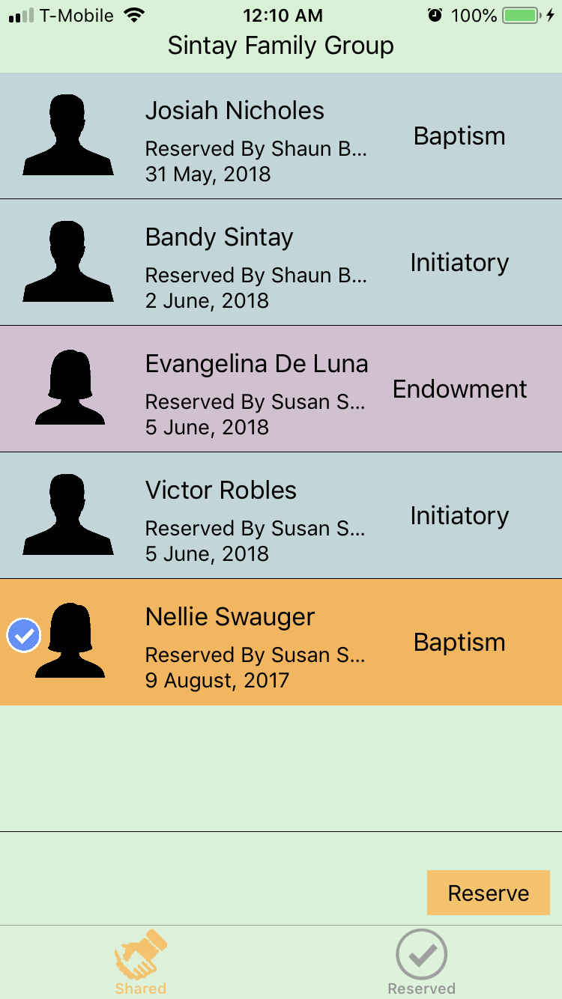 T-Mobile 12:10 AM 100%
Sintay Family Group
Josiah Nicholes
Reserved By Shaun B...
31 May, 2018
Baptism
Bandy Sintay
Reserved By Shaun B...
2 June, 2018
Initiatory
Evangelina De Luna
Reserved By Susan S...
5 June, 2018
Endowment
Victor Robles
Reserved By Susan S...
5 June, 2018
Initiatory
Nellie Swauger
Reserved By Susan S...
9 August, 2017
Baptism
Reserve
Shared
Reserved